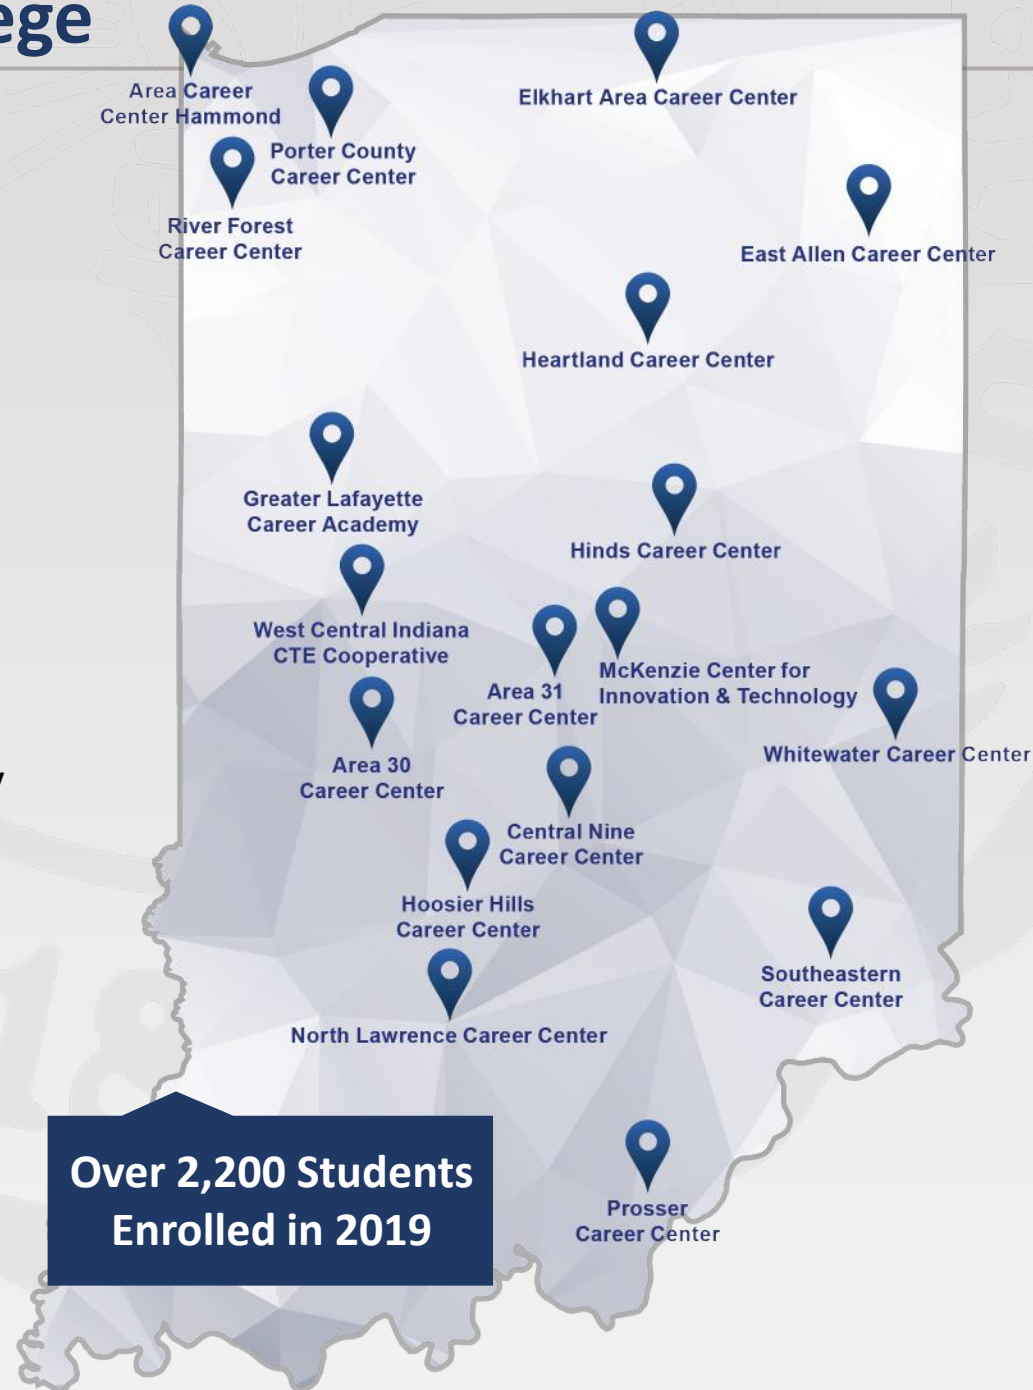 ege
Area Career
Center Hammond
Elkhart Area Career Center
Porter County
Career Center
River Forest
Career Center
East Allen Career Center
Heartland Career Center
Greater Lafayette
Career Academy
Hinds Career Center
West Central Indiana
CTE Cooperative
McKenzie Center for
Innovation & Technology
Area 31
Career Center
Whitewater Career Center
Area 30
Career Center
Central Nine
Career Center
Hoosier Hills
Career Center
Southeastern
Career Center
North Lawrence Career Center
Over 2,200 Students
Enrolled in 2019
Prosser
Career Center
18